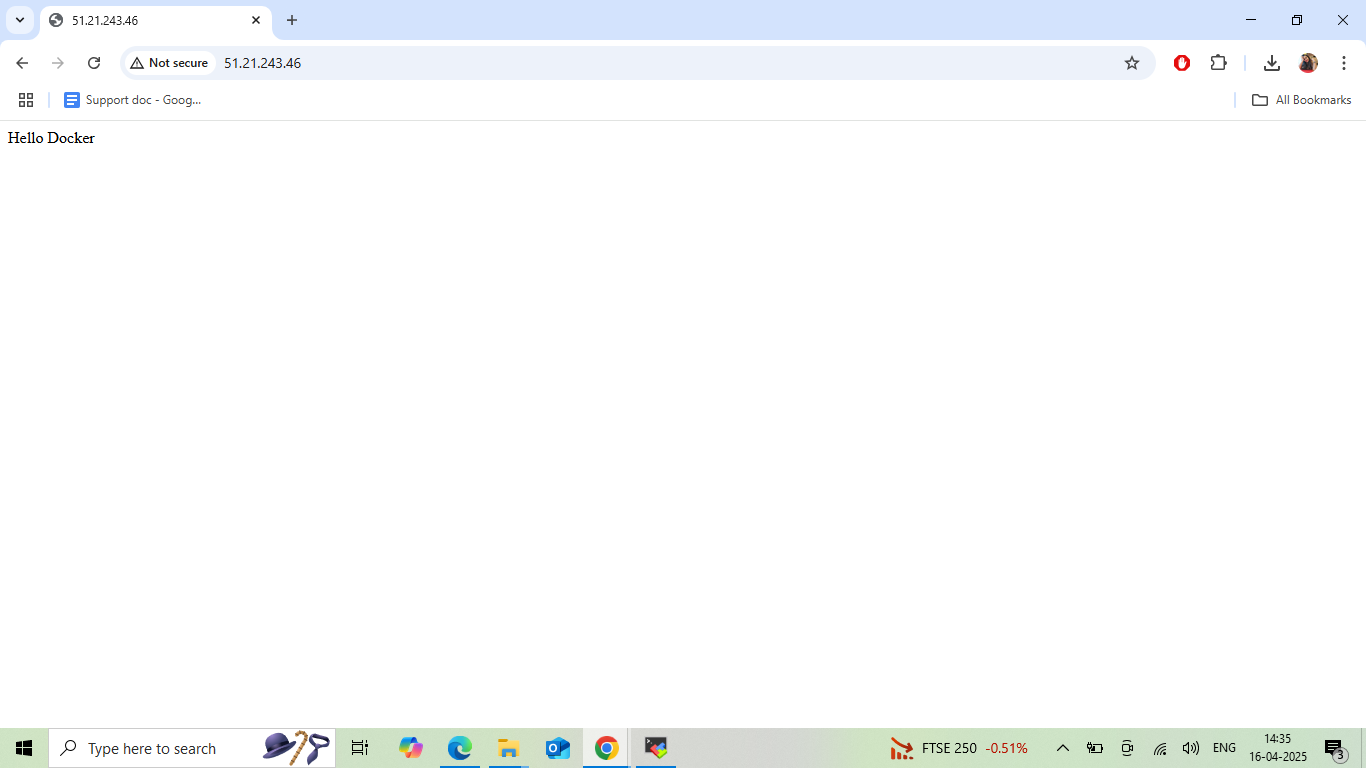 51.21.243.46
Not secure
51.21.243.46
Support doc - Goog...
All Bookmarks
Hello Docker
Type here to search
FTSE 250 -0.51%
ENG
14:35
16-04-2025
3